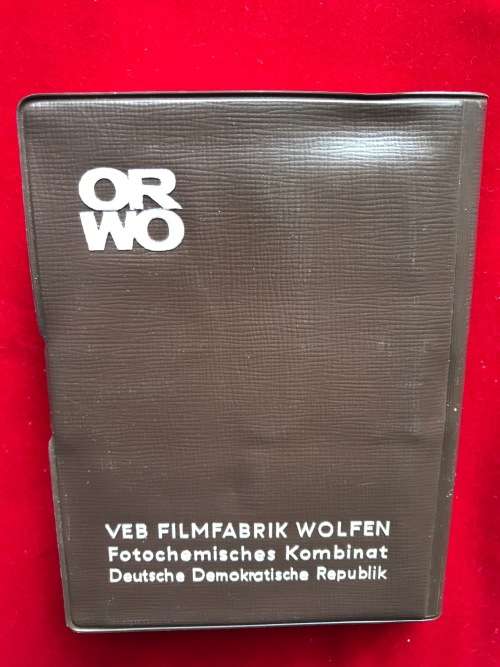 OR
WO
VEB FILMFABRIK WOLFEN
Fotochemisches Kombinat
Deutsche Demokratische Republik